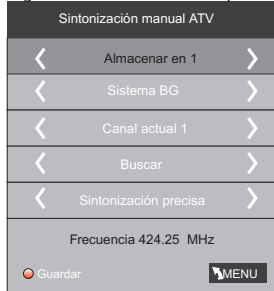 Sintonización manual ATV
Almacenar en 1
Sistema BG
Canal actual 1
Buscar
Sintonización precisa
Frecuencia 424.25 MHz
Guardar MENU